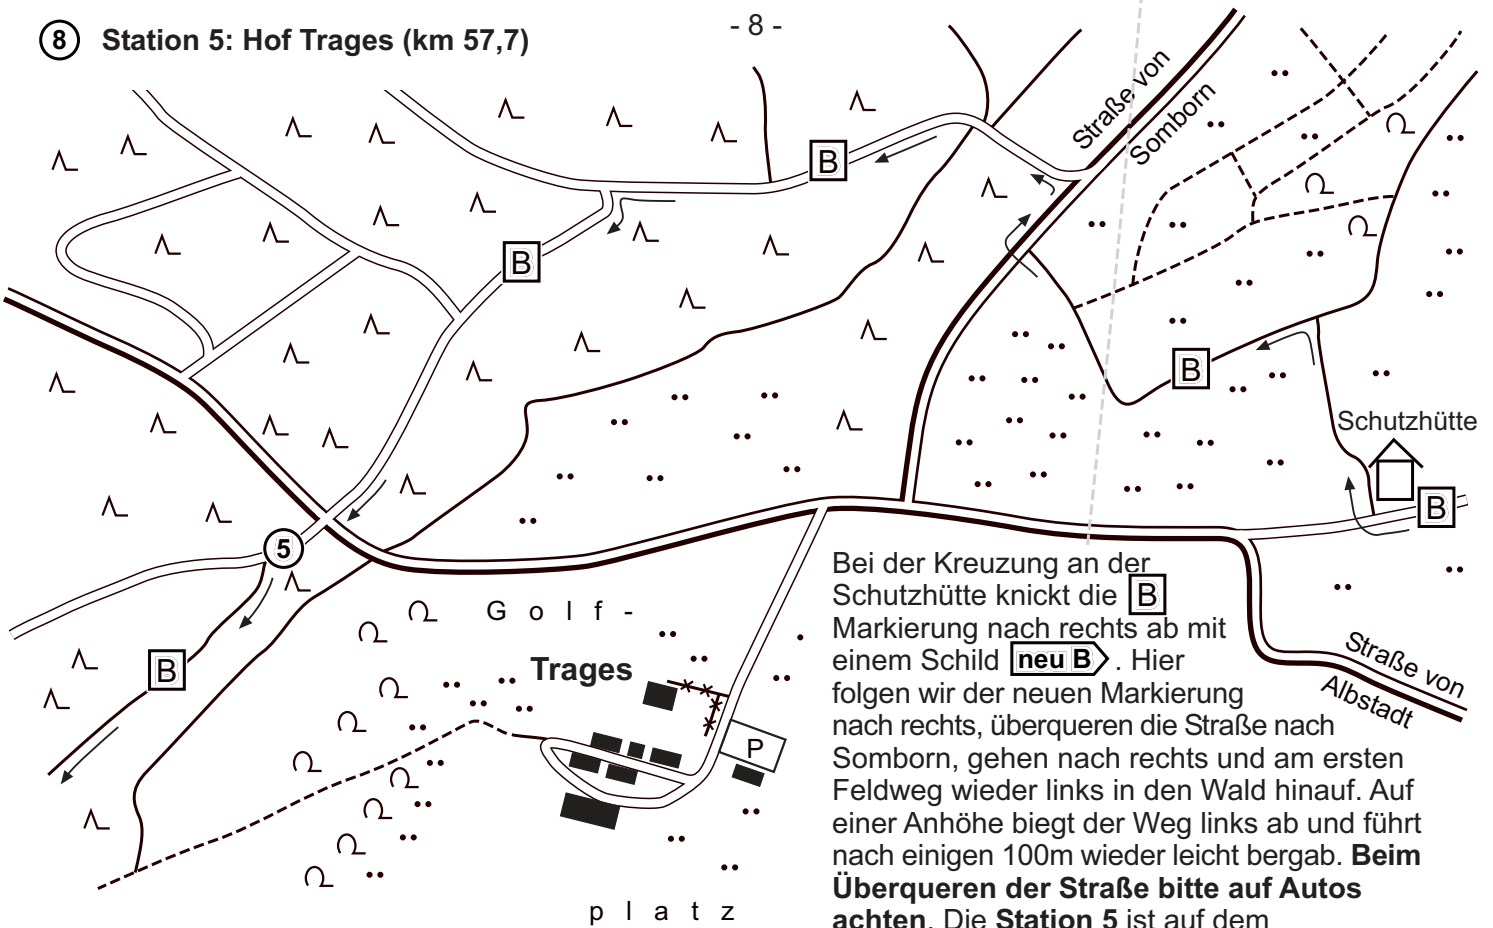 - 8 -
8 Station 5: Hof Trages (km 57,7)
Straße von
Somborn
B
B
B
Schutzhütte
B
5
B
Straße von
Albstadt
G o l f -
Trages
P
p l a t z
Bei der Kreuzung an der
Schutzhütte knickt die B
Markierung nach rechts ab mit
einem Schild neu B . Hier
folgen wir der neuen Markierung
nach rechts, überqueren die Straße nach
Somborn, gehen nach rechts und am ersten
Feldweg wieder links in den Wald hinauf. Auf
einer Anhöhe biegt der Weg links ab und führt
nach einigen 100m wieder leicht bergab. Beim
Überqueren der Straße bitte auf Autos
achten. Die Station 5 ist auf dem